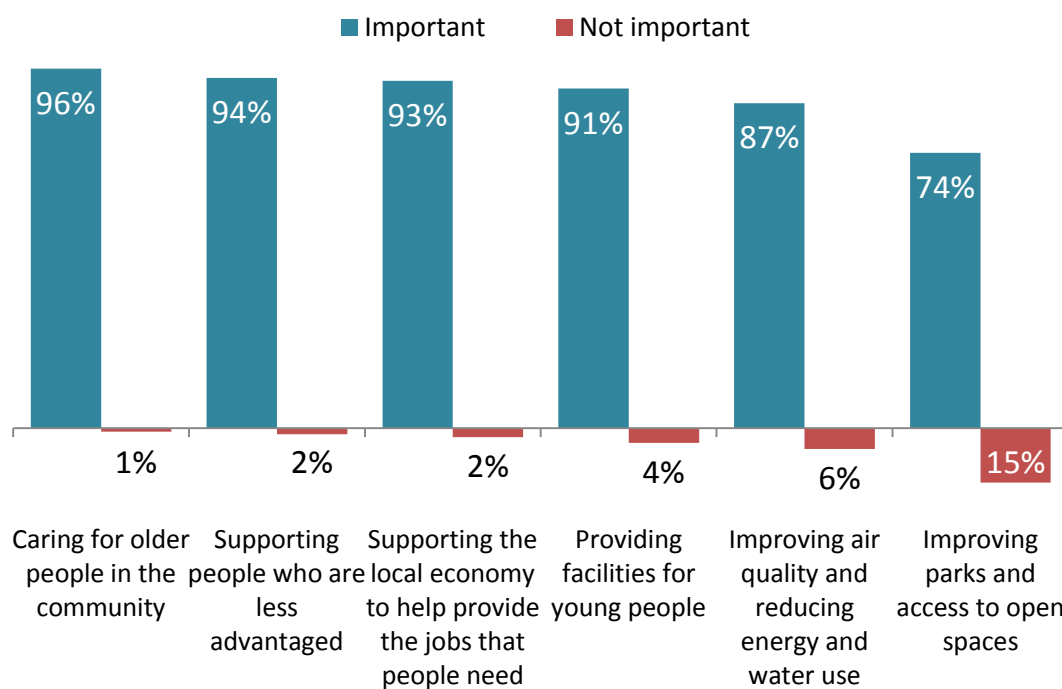 Important Not important
96% 94% 93% 91% 87% 74%
1% 2% 2% 4% 6% 15%
Caring for older
people in the
community
Supporting
people who are
less
advantaged
Supporting the
local economy
to help provide
the jobs that
people need
Providing
facilities for
young people
Improving air
quality and
reducing
energy and
water use
Improving
parks and
access to open
spaces